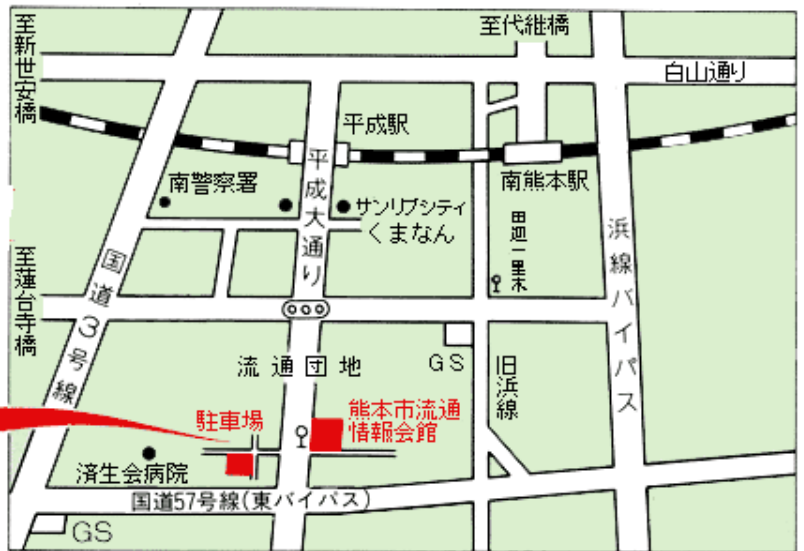 至新世安橋
至代継橋
白山通り
平成駅
南警察署
平成大通り
サンリブシティ
くまなん
南熊本駅
田迎一里木
浜線バイパス
国道3号線
至蓮台寺橋
流通団地
GS
旧浜線
駐車場
熊本市流通
情報会館
済生会病院
国道57号線(東バイパス)
GS